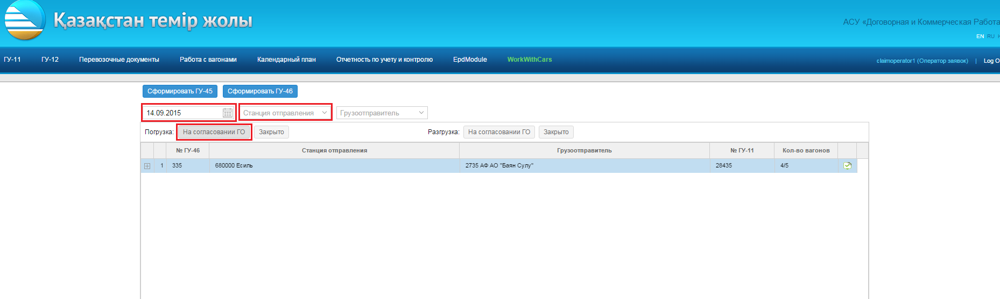 Қазақстан темір жолы
АСУ «Договорная и Коммерческая Работа
EN RU
ГУ-11 ГУ-12 Перевозочные документы Работа с вагонами Календарный план Отчетность по учету и контролю EpdModule WorkWithCars claimoperator1 (Оператор заявок) | Log O
Сформировать ГУ-45 Сформировать ГУ-46
14.09.2015 Станция отправления Грузоотправитель
Погрузка: На согласовании ГО Закрыто Разгрузка: На согласовании ГО Закрыто
№ ГУ-46 Станция отправления Грузоотправитель № ГУ-11 Кол-во вагонов
1 335 680000 Есиль 2735 АФ АО "Баян Сулу" 28435 4/5